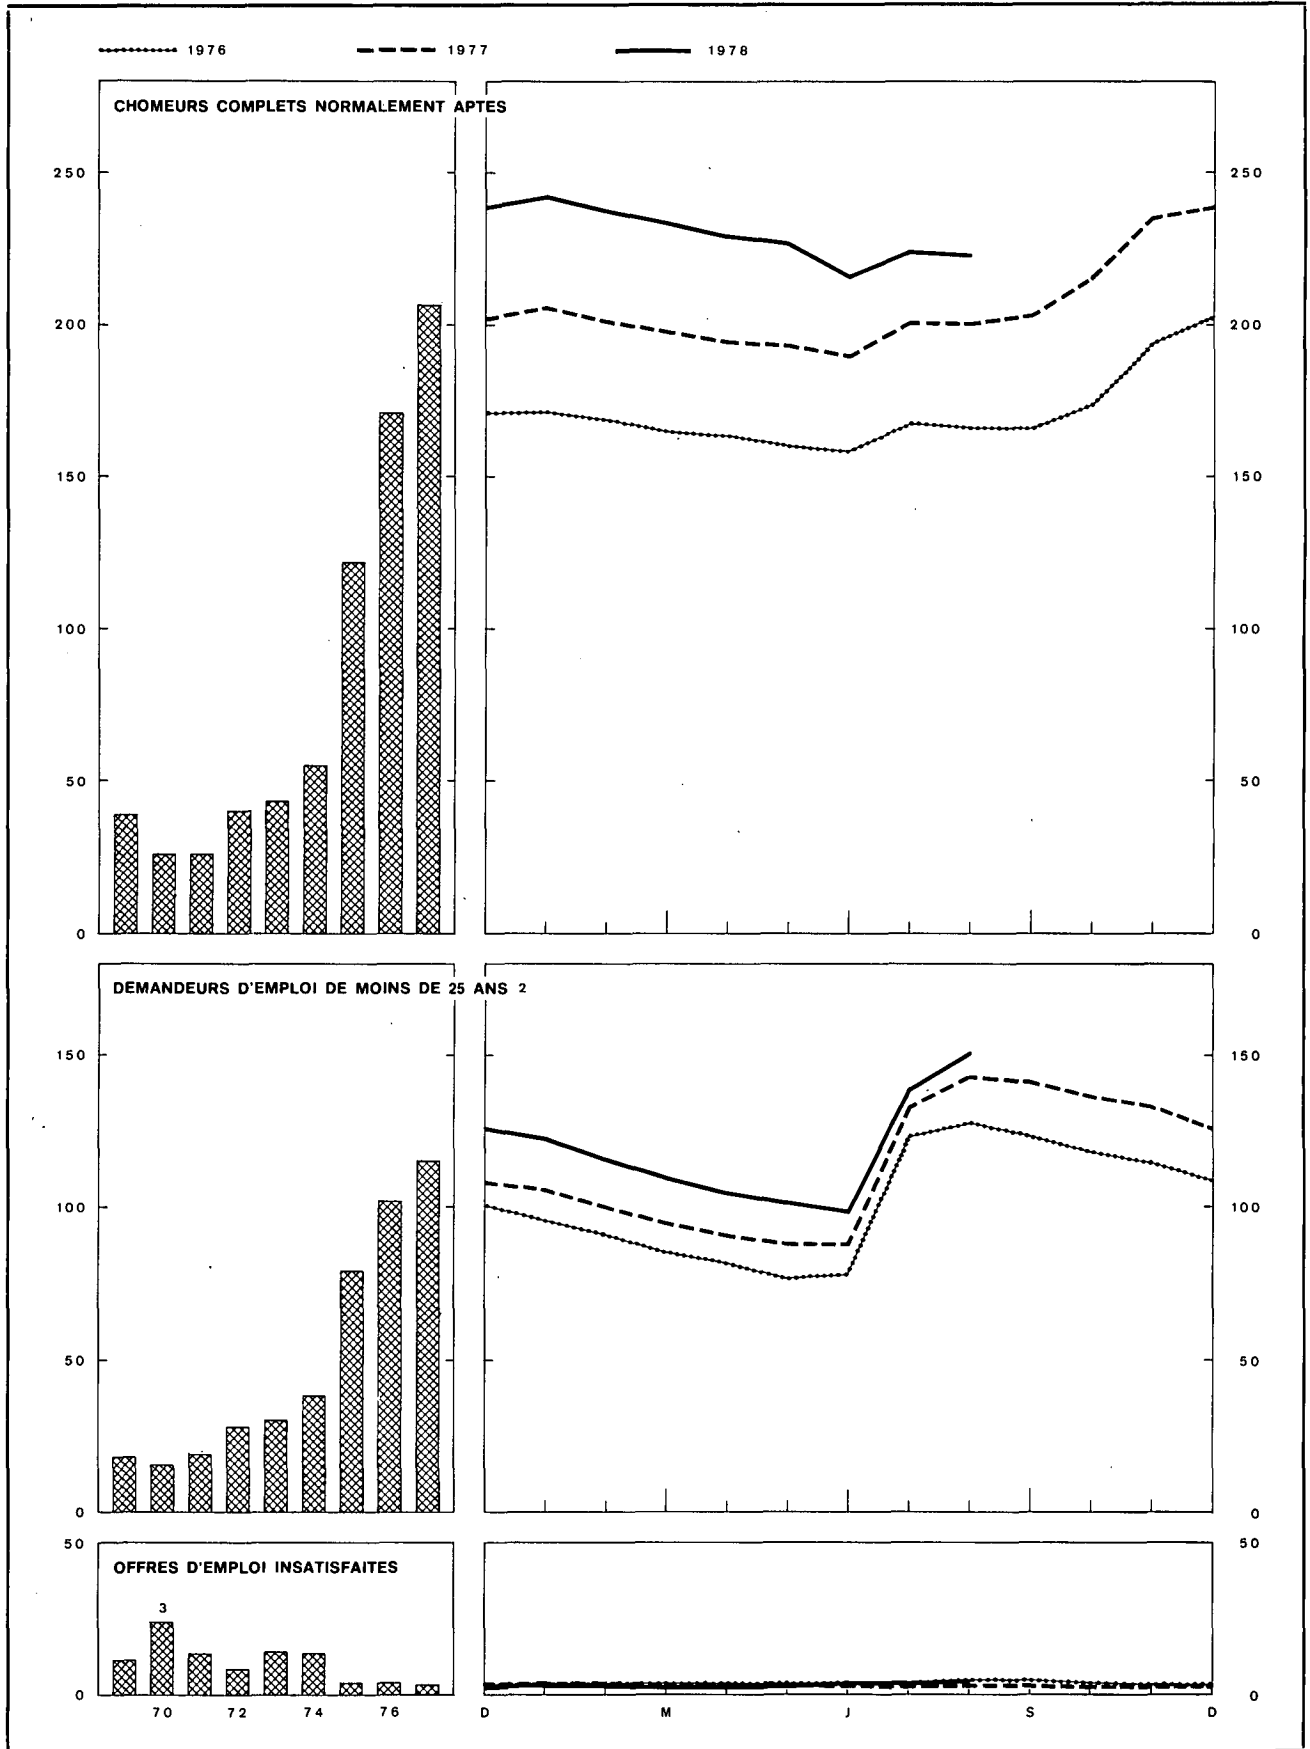 1976 1977 1978
CHOMEURS COMPLETS NORMALEMENT APTES
250 250
200 200
150 150
100 100
50 50
0 0
DEMANDEURS D'EMPLOI DE MOINS DE 25 ANS 2
150 150
100 100
50 50
0 0
50 50
OFFRES D'EMPLOI INSATISFAITES
3
0 0
70 72 74 76 D M J S D